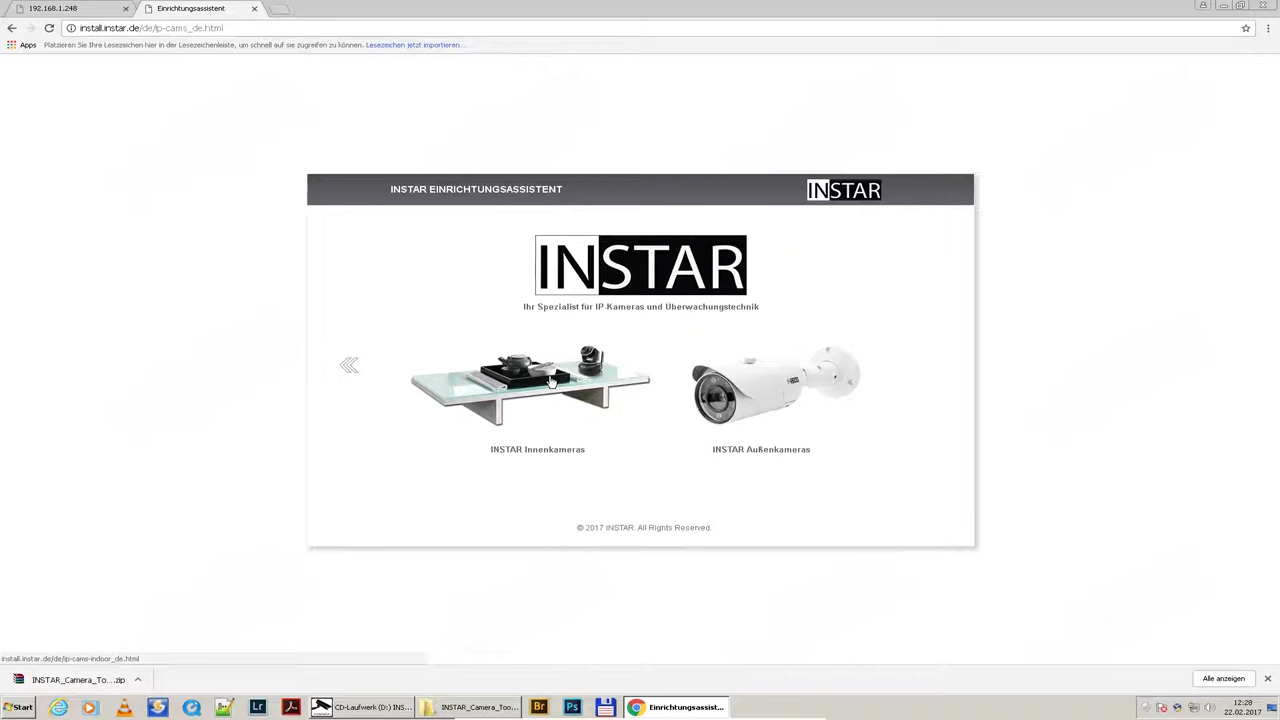 192.168.1.248
Einrichtungsassistent
install.instar.de/de/ip-cams_de.html
Apps
Platzieren Sie Ihre Lesezeichen hier in der Lesezeichenleiste, um schnell auf sie zugreifen zu können. Lesezeichen jetzt importieren...
INSTAR EINRICHTUNGSASSISTENT
INSTAR
INSTAR
Ihr Spezialist für IP-Kameras und Überwachungstechnik
INSTAR Innenkameras
INSTAR Außenkameras
© 2017 INSTAR. All Rights Reserved.
install.instar.de/de/ip-cams-indoor_de.html
INSTAR_Camera_To....zip
Alle anzeigen
Start
Lr
CD-Laufwerk (D:) INS...
INSTAR_Camera_Too...
Br
Ps
Einrichtungsassist...
12:28
22.02.2017